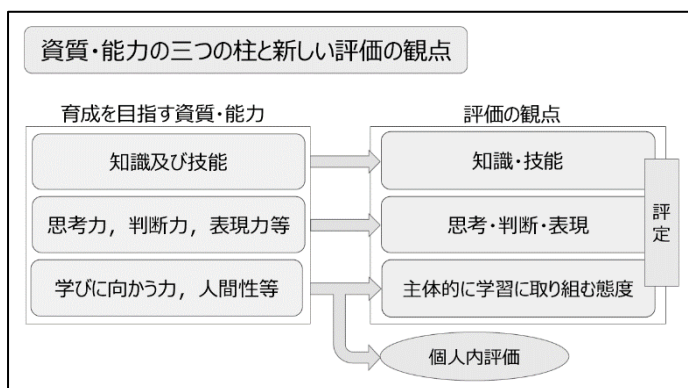 資質・能力の三つの柱と新しい評価の観点
育成を目指す資質・能力
評価の観点
知識及び技能
知識・技能
思考力，判断力，表現力等
思考・判断・表現
評定
学びに向かう力，人間性等
主体的に学習に取り組む態度
個人内評価